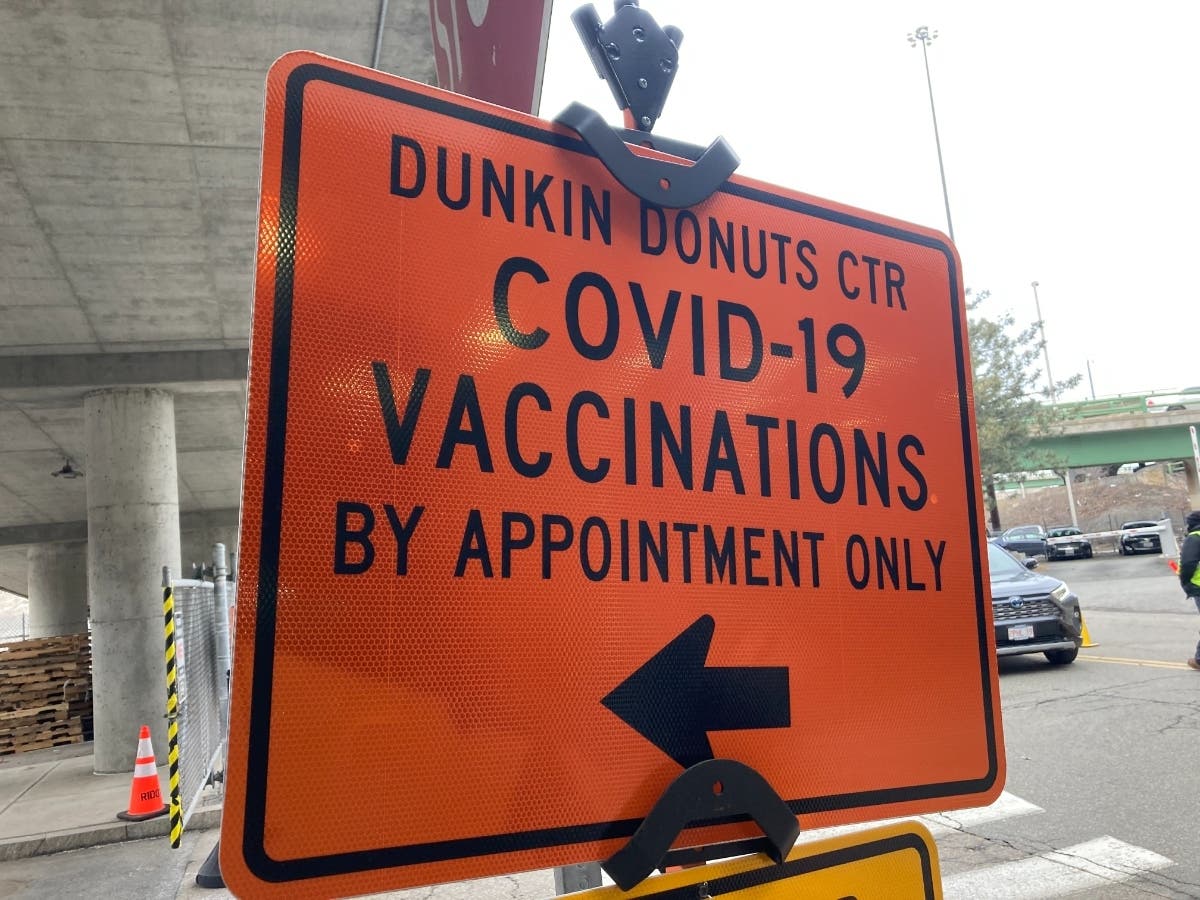 DUNKIN DONUTS CTR
COVID-19
VACCINATIONS
BY APPOINTMENT ONLY